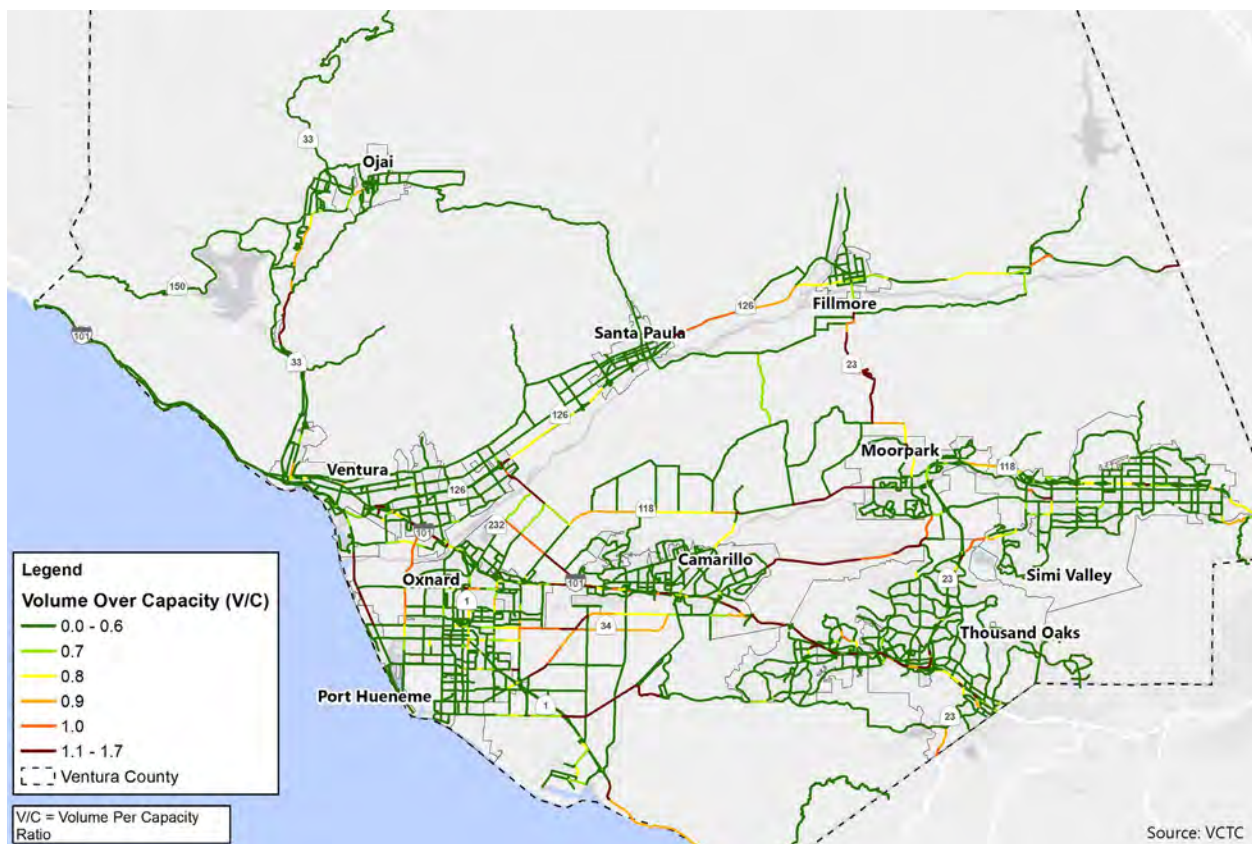 33
Ojai
150
101
33
126
Fillmore
Santa Paula
23
126
Ventura
126
Moorpark
118
118
232
101
Camarillo
101
Oxnard
1
34
23
Simi Valley
Thousand Oaks
Port Hueneme
1
23
Legend
Volume Over Capacity (V/C)
0.0 - 0.6
0.7
0.8
0.9
1.0
1.1 - 1.7
Ventura County
V/C = Volume Per Capacity
Ratio
Source: VCTC